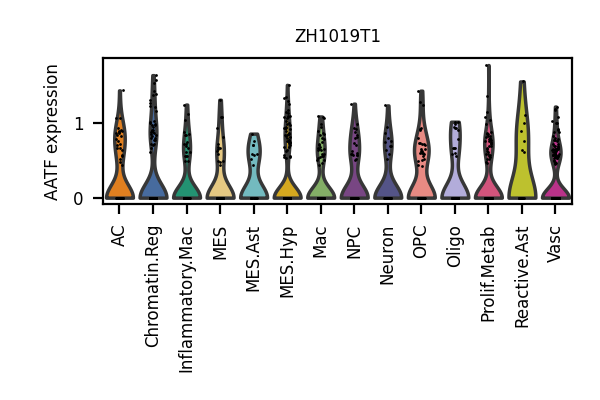 ZH1019T1
AATF expression
1
0
AC
Chromatin.Reg
Inflammatory.Mac
MES
MES.Ast
MES.Hyp
Mac
NPC
Neuron
OPC
Oligo
Prolif.Metab
Reactive.Ast
Vasc